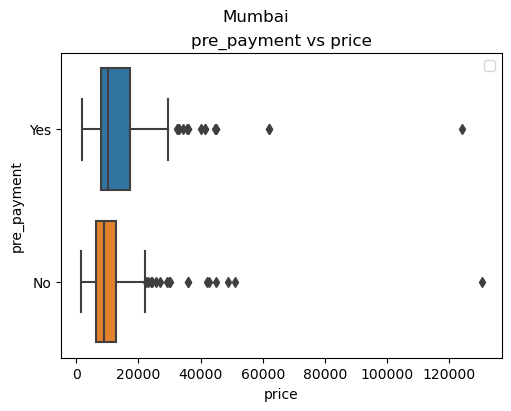 Mumbai
pre_payment vs price
Yes
No
pre_payment
0 20000 40000 60000 80000 100000 120000
price